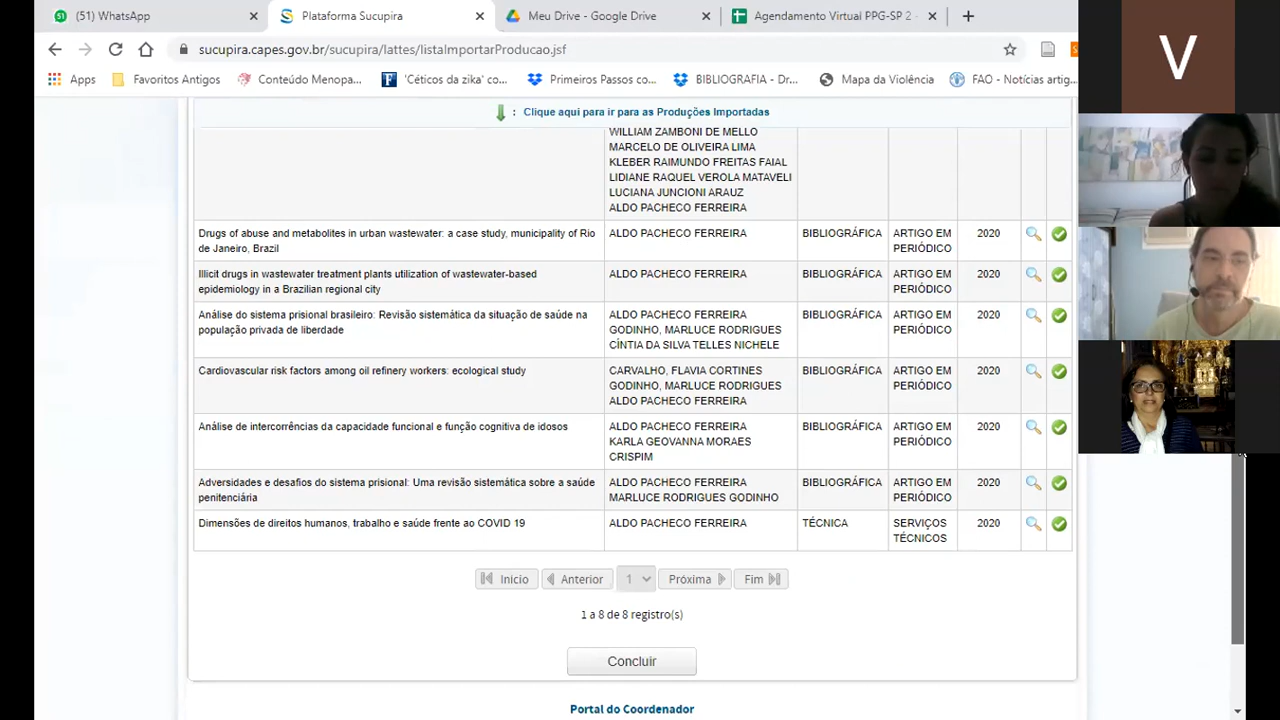 (51) WhatsApp
Plataforma Sucupira
Meu Drive - Google Drive
Agendamento Virtual PPG-SP 2 -
sucupira.capes.gov.br/sucupira/lattes/listaImportarProducao.jsf
Apps
Favoritos Antigos
Conteúdo Menopa...
'Céticos da zika' co...
Primeiros Passos co...
BIBLIOGRAFIA - Dr...
Mapa da Violência
FAO - Notícias artig...
V
: Clique aqui para ir para as Produções Importadas
WILLIAM ZAMBONI DE MELLO
MARCELO DE OLIVEIRA LIMA
KLEBER RAIMUNDO FREITAS FAIAL
LIDIANE RAQUEL VEROLA MATAVELI
LUCIANA JUNCIONI ARAUZ
ALDO PACHECO FERREIRA
Drugs of abuse and metabolites in urban wastewater: a case study, municipality of Rio
de Janeiro, Brazil
ALDO PACHECO FERREIRA
BIBLIOGRÁFICA
ARTIGO EM
PERIÓDICO
2020
Illicit drugs in wastewater treatment plants utilization of wastewater-based
epidemiology in a Brazilian regional city
ALDO PACHECO FERREIRA
BIBLIOGRÁFICA
ARTIGO EM
PERIÓDICO
2020
Análise do sistema prisional brasileiro: Revisão sistemática da situação de saúde na
população privada de liberdade
ALDO PACHECO FERREIRA
GODINHO, MARLUCE RODRIGUES
CÍNTIA DA SILVA TELLES NICHELE
BIBLIOGRÁFICA
ARTIGO EM
PERIÓDICO
2020
Cardiovascular risk factors among oil refinery workers: ecological study
CARVALHO, FLAVIA CORTINES
GODINHO, MARLUCE RODRIGUES
ALDO PACHECO FERREIRA
BIBLIOGRÁFICA
ARTIGO EM
PERIÓDICO
2020
Análise de intercorrências da capacidade funcional e função cognitiva de idosos
ALDO PACHECO FERREIRA
KARLA GEOVANNA MORAES
CRISPIM
BIBLIOGRÁFICA
ARTIGO EM
PERIÓDICO
2020
Adversidades e desafios do sistema prisional: Uma revisão sistemática sobre a saúde
penitenciária
ALDO PACHECO FERREIRA
MARLUCE RODRIGUES GODINHO
BIBLIOGRÁFICA
ARTIGO EM
PERIÓDICO
2020
Dimensões de direitos humanos, trabalho e saúde frente ao COVID 19
ALDO PACHECO FERREIRA
TÉCNICA
SERVIÇOS
TÉCNICOS
2020
Inicio
Anterior
1
Próxima
Fim
1 a 8 de 8 registro(s)
Concluir
Portal do Coordenador